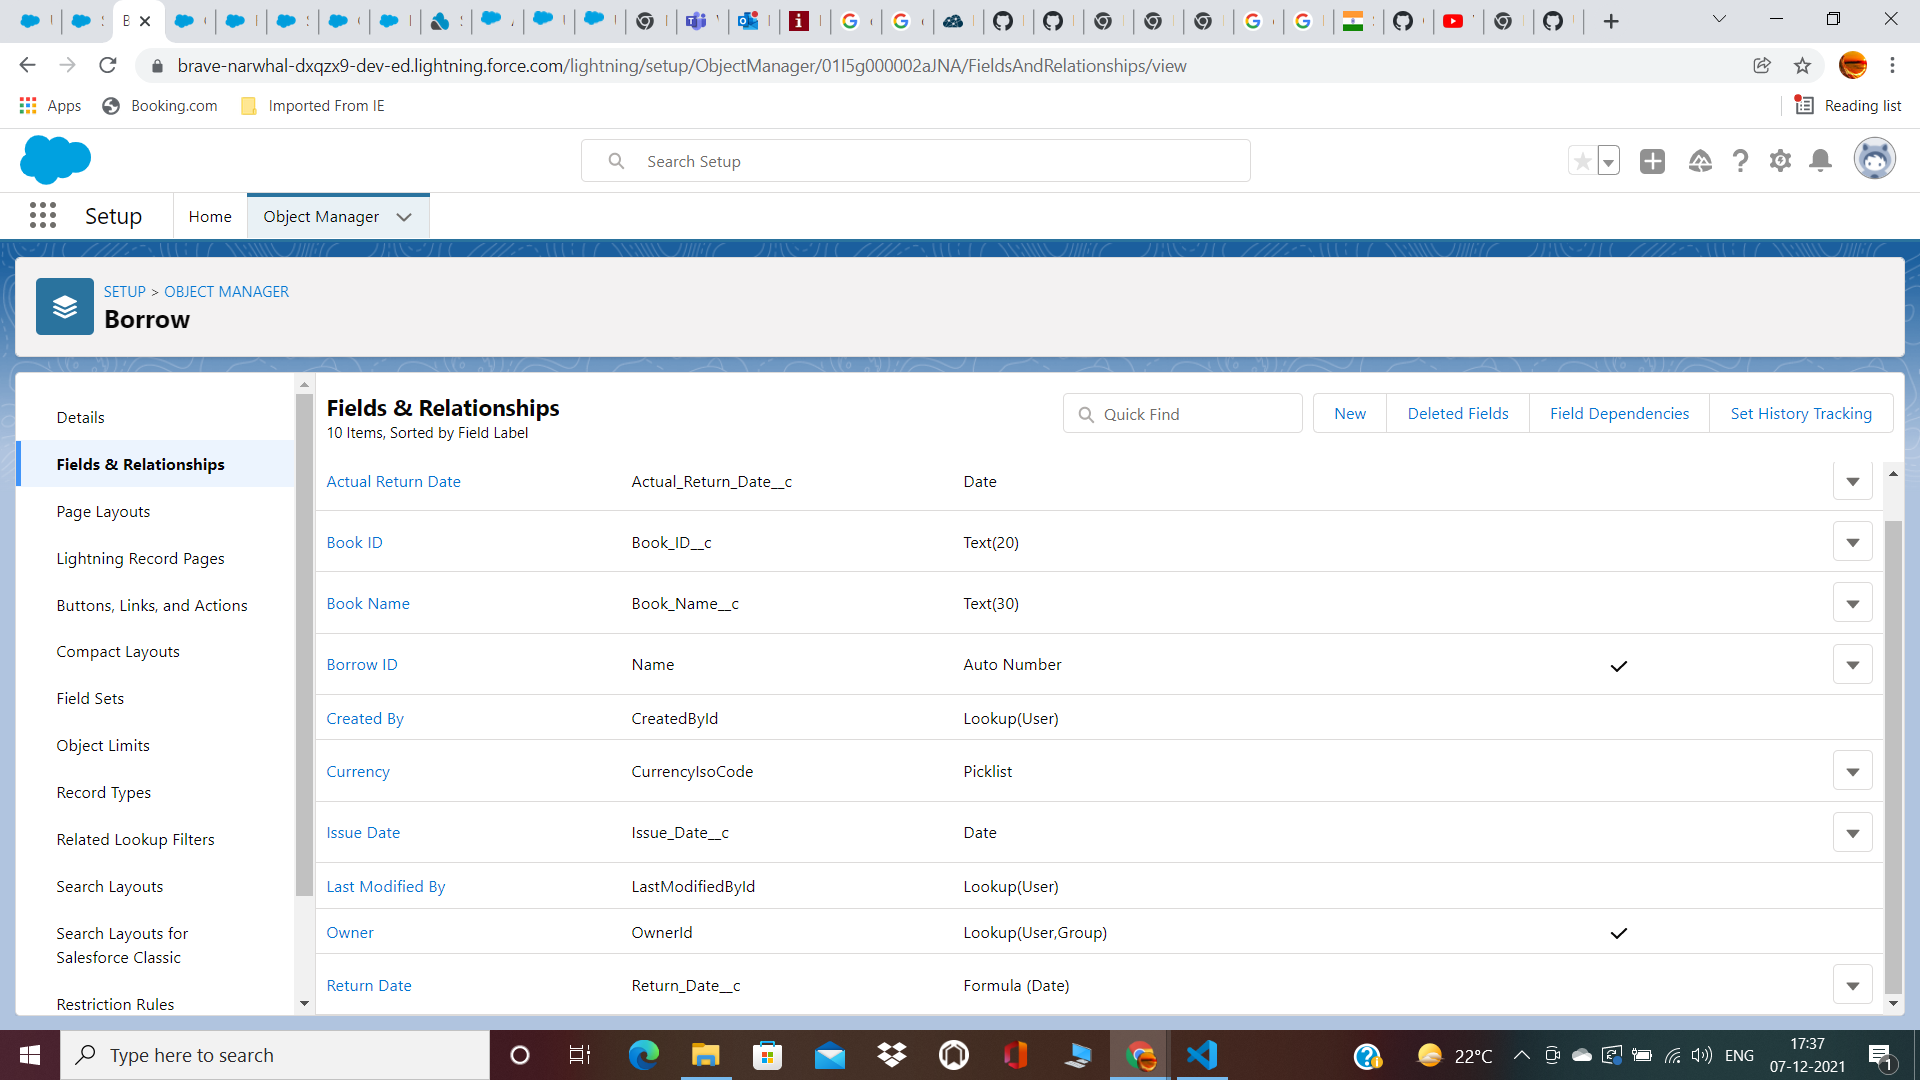 brave-narwhal-dxqzx9-dev-ed.lightning.force.com/lightning/setup/ObjectManager/01I5g000002aJNA/FieldsAndRelationships/view
Apps Booking.com Imported From IE Reading list
Search Setup
Setup Home Object Manager
SETUP > OBJECT MANAGER
Borrow
Details
Fields & Relationships
Page Layouts
Lightning Record Pages
Buttons, Links, and Actions
Compact Layouts
Field Sets
Object Limits
Record Types
Related Lookup Filters
Search Layouts
Search Layouts for
Salesforce Classic
Restriction Rules
Fields & Relationships
10 Items, Sorted by Field Label
Quick Find New Deleted Fields Field Dependencies Set History Tracking
Actual Return Date Actual_Return_Date__c Date
Book ID Book_ID__c Text(20)
Book Name Book_Name__c Text(30)
Borrow ID Name Auto Number
Created By CreatedById Lookup(User)
Currency CurrencyIsoCode Picklist
Issue Date Issue_Date__c Date
Last Modified By LastModifiedById Lookup(User)
Owner OwnerId Lookup(User,Group)
Return Date Return_Date__c Formula (Date)
Type here to search 22°C ENG 17:37
07-12-2021 1